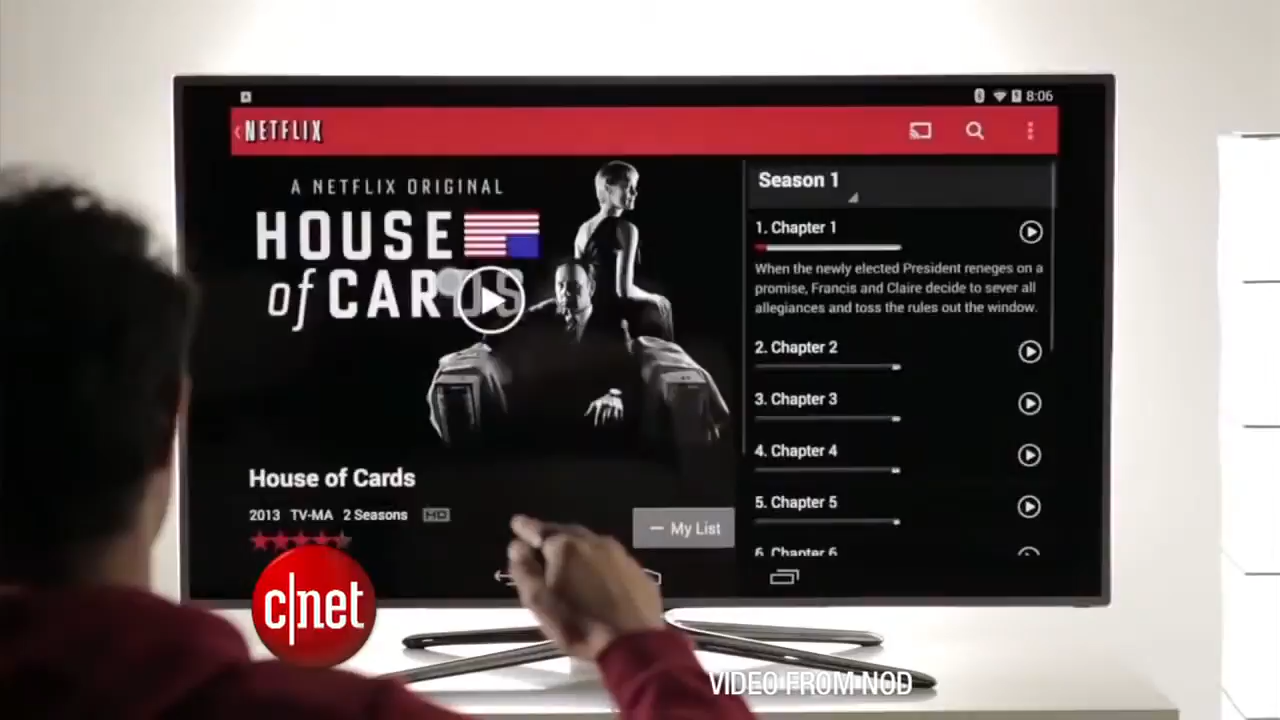 8:06
NETFLIX
A NETFLIX ORIGINAL
HOUSE
of CARDS
Season 1
1. Chapter 1
When the newly elected President reneges on a
promise, Francis and Claire decide to sever all
allegiances and toss the rules out the window.
2. Chapter 2
3. Chapter 3
4. Chapter 4
5. Chapter 5
6. Chapter 6
House of Cards
2013 TV-MA 2 Seasons HD
— My List
c|net
VIDEO FROM NOD